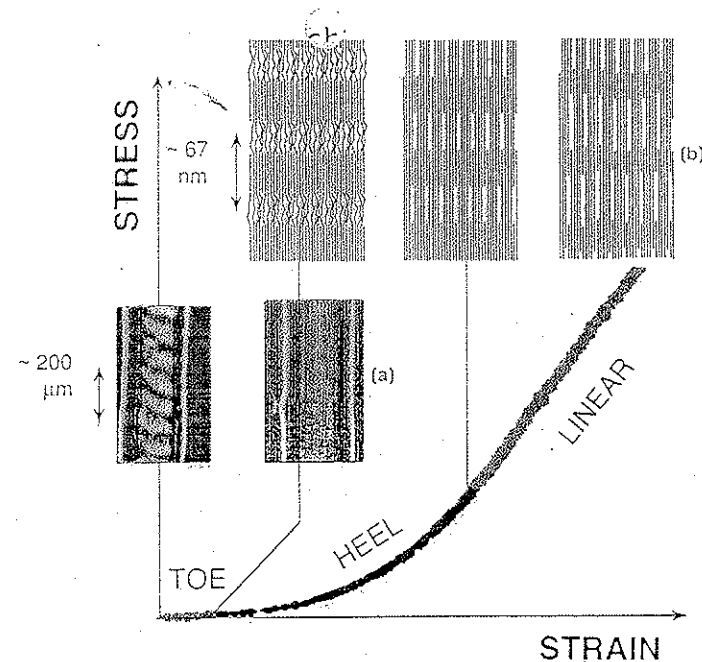 STRESS
~ 67
nm
(b)
~ 200
µm
(a)
LINEAR
HEEL
TOE
STRAIN